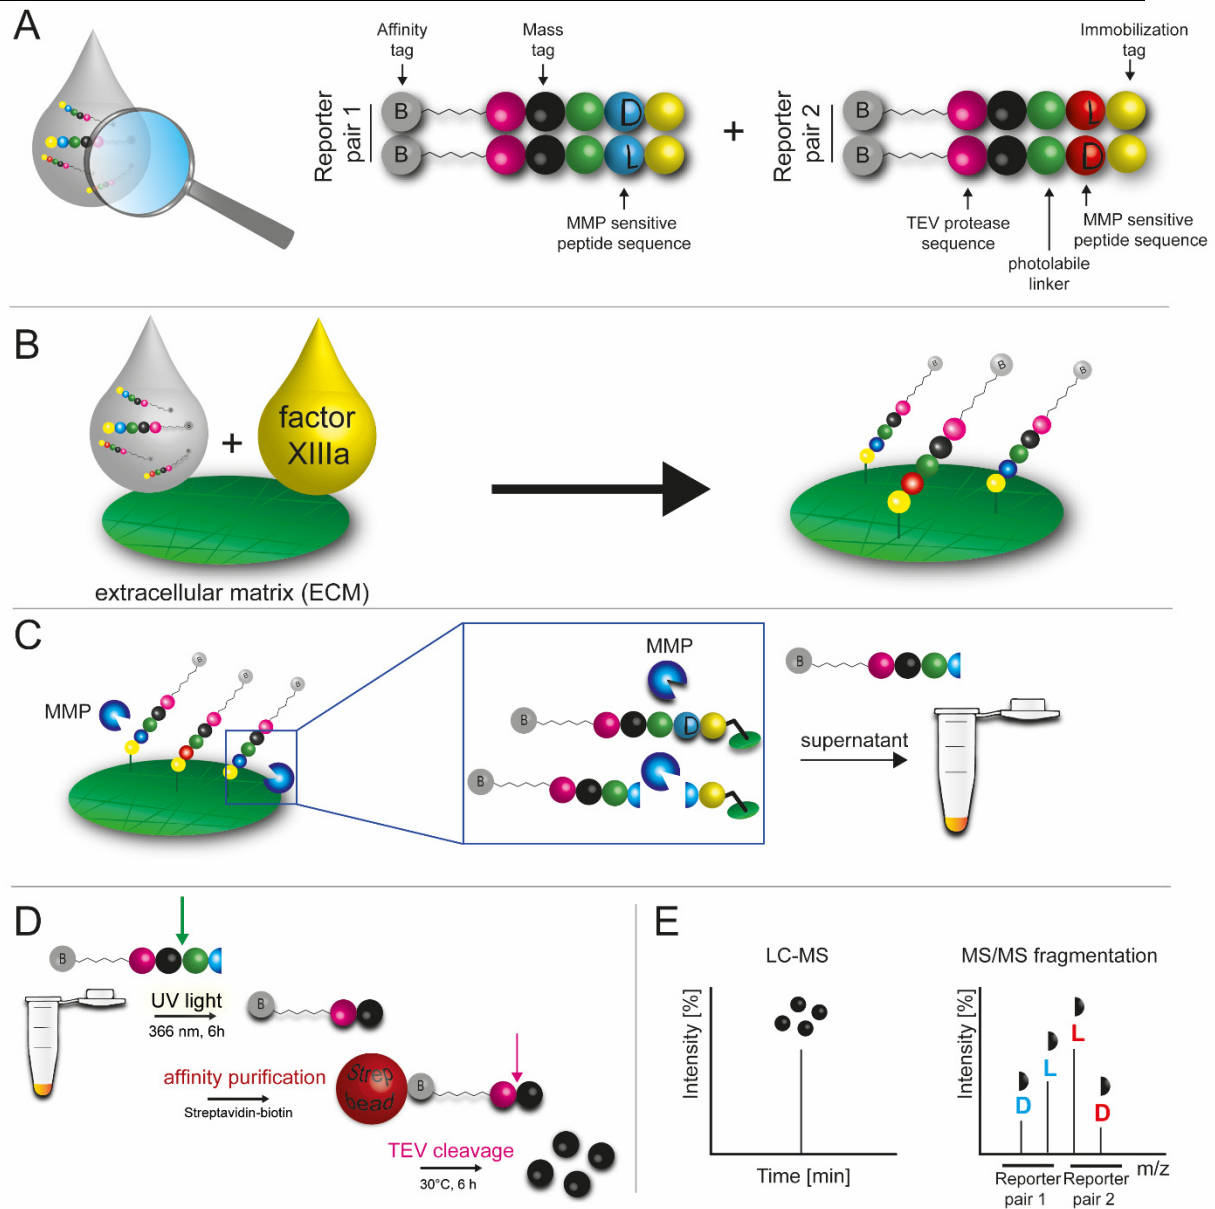 A
Affinity
tag
Mass
tag
Immobilization
tag
Reporter
pair 1
B
D
B
L
+
Reporter
pair 2
B
L
B
D
MMP sensitive
peptide sequence
TEV protease
sequence
photolabile
linker
MMP sensitive
peptide sequence
B
+
factor
XIIIa
B
B
B
extracellular matrix (ECM)
C
MMP
B
B
B
MMP
B
D
B
B
supernatant
D
B
UV light
366 nm, 6h
B
affinity purification
Streptavidin-biotin
Strep
bead
B
TEV cleavage
30°C, 6 h
E
LC-MS
Intensity [%]
Time [min]
MS/MS fragmentation
Intensity [%]
D
L
L
D
m/z
Reporter
pair 1
Reporter
pair 2